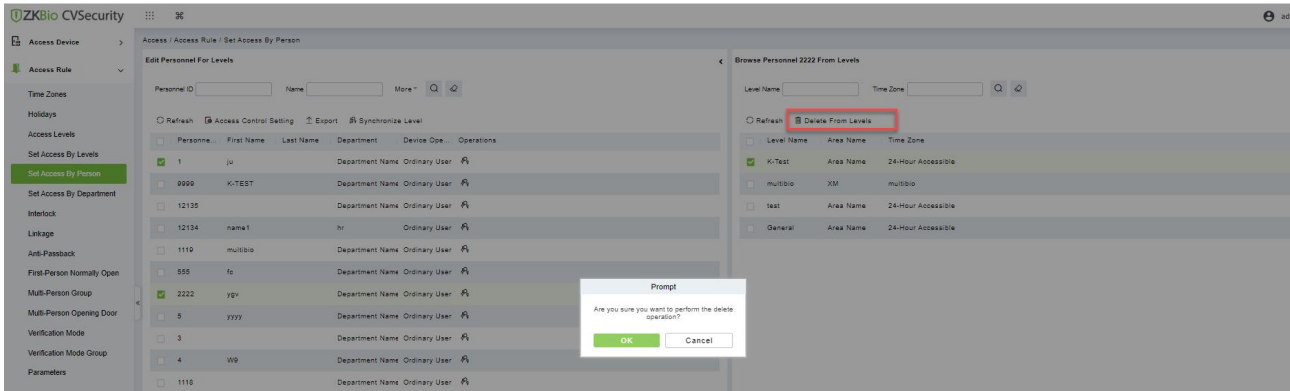 ZKBio CVSecurity
ad
Access Device
Access Rule
Time Zones
Holidays
Access Levels
Set Access By Levels
Set Access By Person
Set Access By Department
Interlock
Linkage
Anti-Passback
First-Person Normally Open
Multi-Person Group
Multi-Person Opening Door
Verification Mode
Verification Mode Group
Parameters
Access / Access Rule / Set Access By Person
Edit Personnel For Levels
Personnel ID Name More
Refresh Access Control Setting Export Synchronize Level
Personne... First Name Last Name Department Device Ope... Operations
1 ju Department Name Ordinary User
9999 K-TEST Department Name Ordinary User
12135 Department Name Ordinary User
12134 name1 hr Ordinary User
1119 multibio Department Name Ordinary User
555 fc Department Name Ordinary User
2222 ygv Department Name Ordinary User
5 yyyy Department Name Ordinary User
3 Department Name Ordinary User
4 W9 Department Name Ordinary User
1118 Department Name Ordinary User
Browse Personnel 2222 From Levels
Level Name Time Zone
Refresh Delete From Levels
Level Name Area Name Time Zone
K-Test Area Name 24-Hour Accessible
multibio XM multibio
test Area Name 24-Hour Accessible
General Area Name 24-Hour Accessible
Prompt
Are you sure you want to perform the delete
operation?
OK Cancel